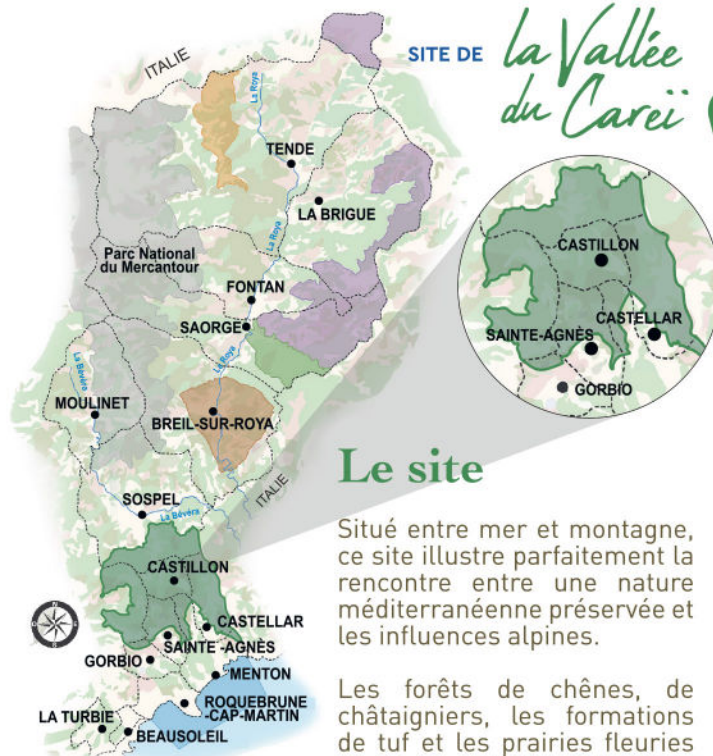 SITE DE la Vallée
du Careï
ITALIE
La Roya
TENDE
LA BRIGUE
La Roya
Parc National
du Mercantour
FONTAN
SAORGE
La Roya
La Bévéra
MOULINET
BREIL-SUR-ROYA
ITALIE
SOSPEL
La Bévéra
CASTILLON
CASTELLAR
SAINTE -AGNÈS
GORBIO
MENTON
ROQUEBRUNE
-CAP-MARTIN
LA TURBIE
BEAUSOLEIL
CASTILLON
CASTELLAR
SAINTE-AGNÈS
GORBIO
Le site
Situé entre mer et montagne,
ce site illustre parfaitement la
rencontre entre une nature
méditerranéenne préservée et
les influences alpines.
Les forêts de chênes, de
châtaigniers, les formations
de tuf et les prairies fleuries